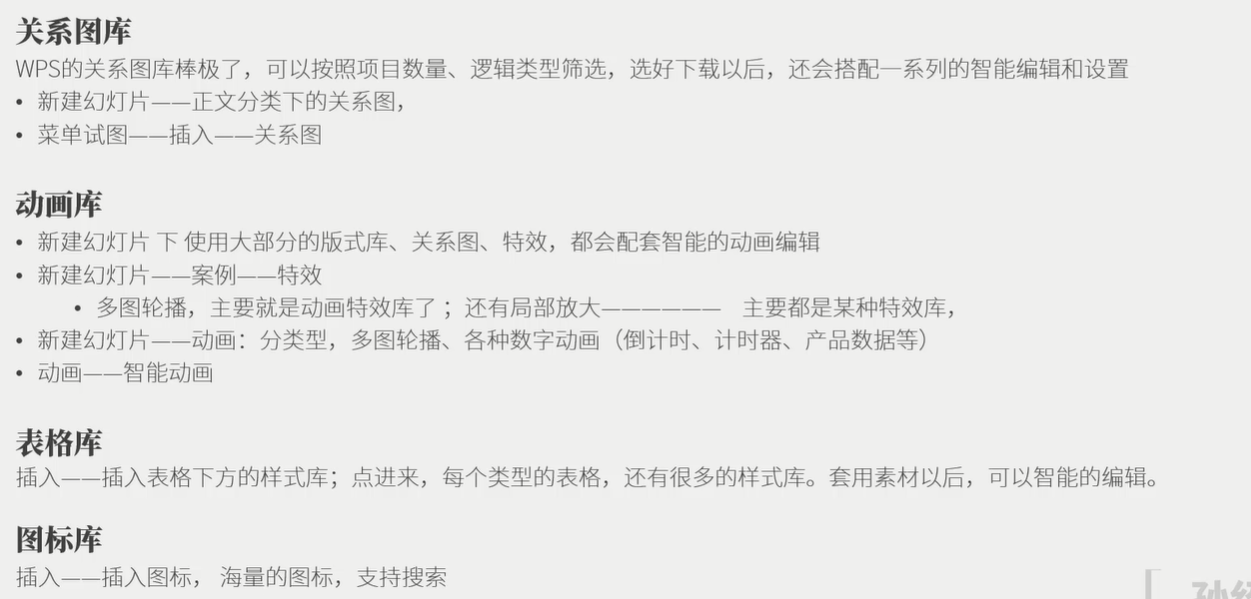 关系图库
WPS的关系图库棒极了，可以按照项目数量、逻辑类型筛选，选好下载以后，还会搭配一系列的智能编辑和设置
• 新建幻灯片——正文分类下的关系图，
• 菜单试图——插入——关系图
动画库
• 新建幻灯片 下 使用大部分的版式库、关系图、特效，都会配套智能的动画编辑
• 新建幻灯片——案例——特效
• 多图轮播，主要就是动画特效库了；还有局部放大—————— 主要都是某种特效库，
• 新建幻灯片——动画：分类型，多图轮播、各种数字动画（倒计时、计时器、产品数据等）
• 动画——智能动画
表格库
插入——插入表格下方的样式库；点进来，每个类型的表格，还有很多的样式库。套用素材以后，可以智能的编辑。
图标库
插入——插入图标， 海量的图标，支持搜索